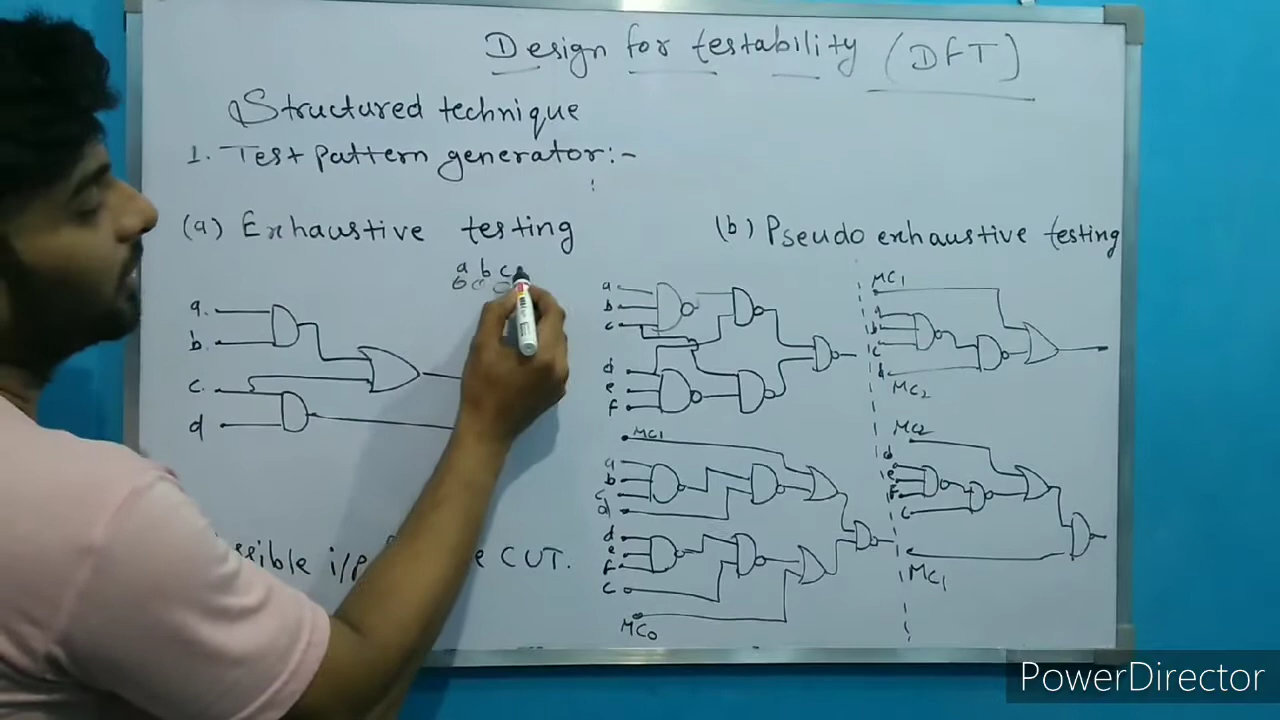 Design for testability (DFT)
Structured technique
1. Test pattern generator:-
(a) Exhaustive testing
(b) Pseudo exhaustive testing
a b c
a.
b.
c.
d
i/p
CUT.
a
b
c
d
e
f
MC1
a
b
c
d
MC2
MC1
a
b
c
d
d
e
f
c
MC0
MC2
d
e
f
c
MC1
PowerDirector